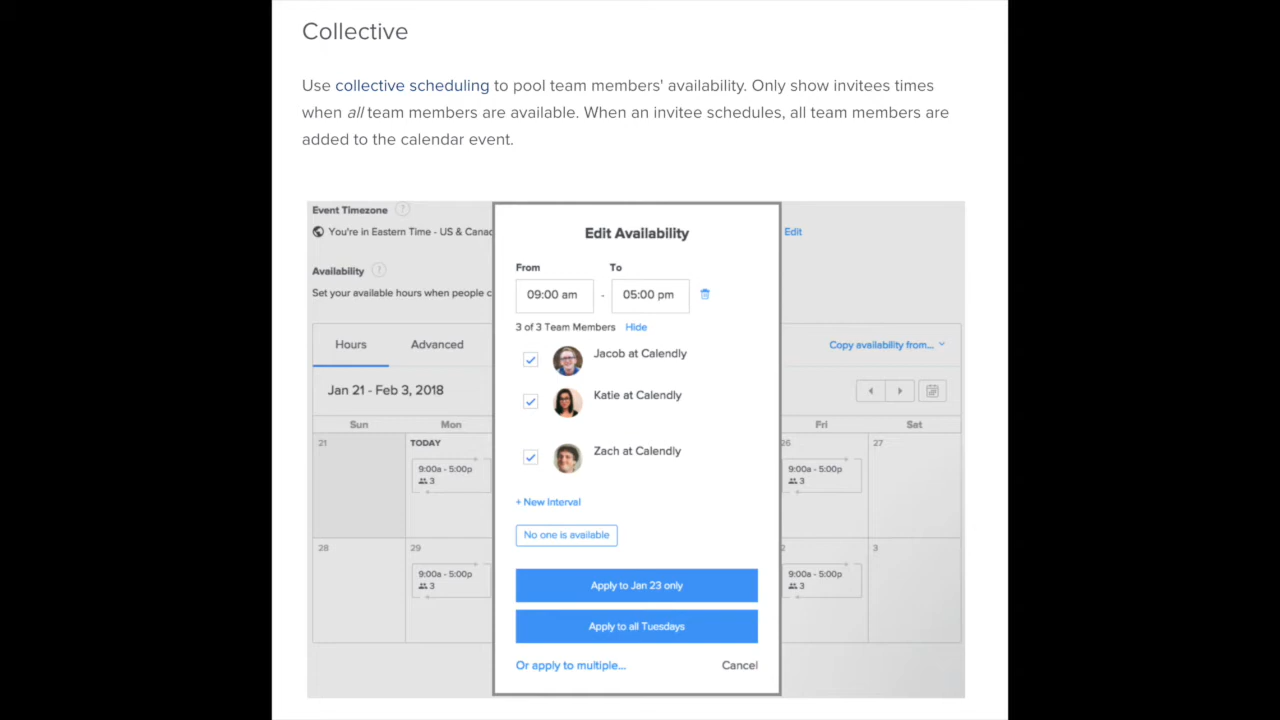 Collective
Use collective scheduling to pool team members' availability. Only show invitees times
when all team members are available. When an invitee schedules, all team members are
added to the calendar event.
Event Timezone ?
You're in Eastern Time - US & Cana
Edit
Availability ?
Set your available hours when people c
Hours Advanced
Copy availability from...
Jan 21 - Feb 3, 2018
Sun Mon Fri Sat
21 TODAY 26 27
9:00a - 5:00p 9:00a - 5:00p
3 3
28 29 2 3
9:00a - 5:00p 9:00a - 5:00p
3 3
Edit Availability
From To
09:00 am - 05:00 pm
3 of 3 Team Members Hide
Jacob at Calendly
Katie at Calendly
Zach at Calendly
+ New Interval
No one is available
Apply to Jan 23 only
Apply to all Tuesdays
Or apply to multiple... Cancel